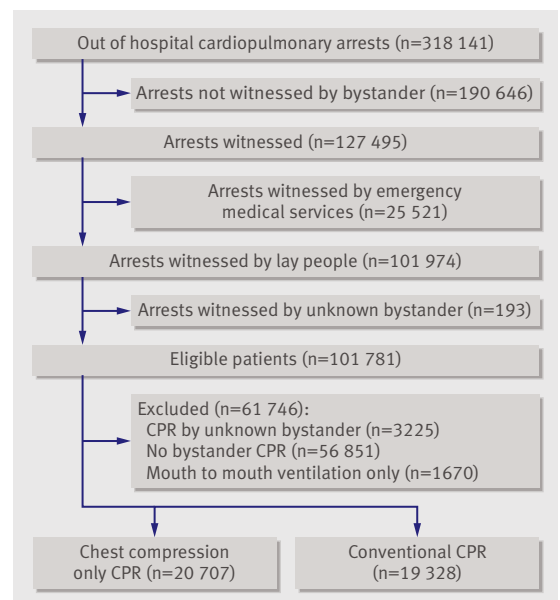 Out of hospital cardiopulmonary arrests (n=318 141)
Arrests not witnessed by bystander (n=190 646)
Arrests witnessed (n=127 495)
Arrests witnessed by emergency
medical services (n=25 521)
Arrests witnessed by lay people (n=101 974)
Arrests witnessed by unknown bystander (n=193)
Eligible patients (n=101 781)
Excluded (n=61 746):
CPR by unknown bystander (n=3225)
No bystander CPR (n=56 851)
Mouth to mouth ventilation only (n=1670)
Chest compression
only CPR (n=20 707)
Conventional CPR
(n=19 328)